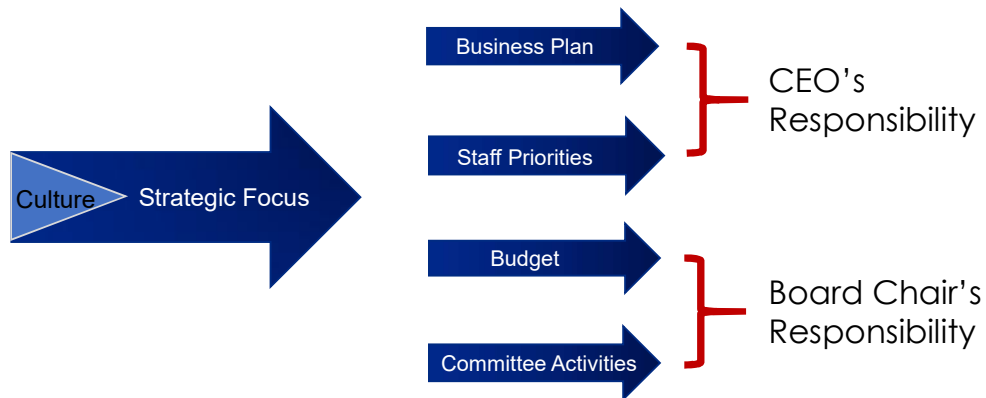 Culture
Strategic Focus
Business Plan
Staff Priorities
CEO’s
Responsibility
Budget
Committee Activities
Board Chair’s
Responsibility